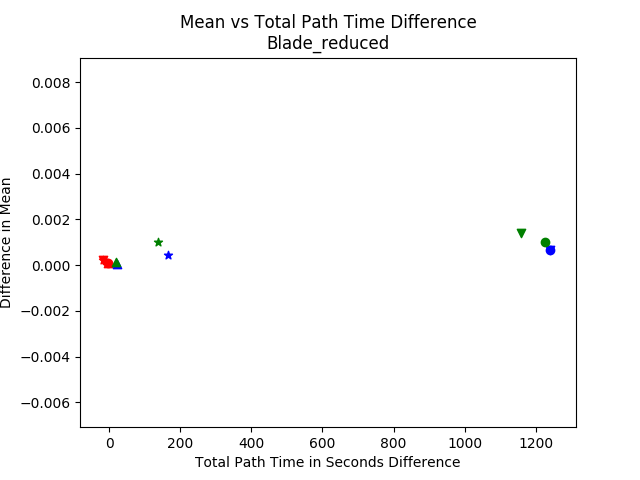 Mean vs Total Path Time Difference
Blade_reduced
Difference in Mean
0.008
0.006
0.004
0.002
0.000
−0.002
−0.004
−0.006
0 200 400 600 800 1000 1200
Total Path Time in Seconds Difference